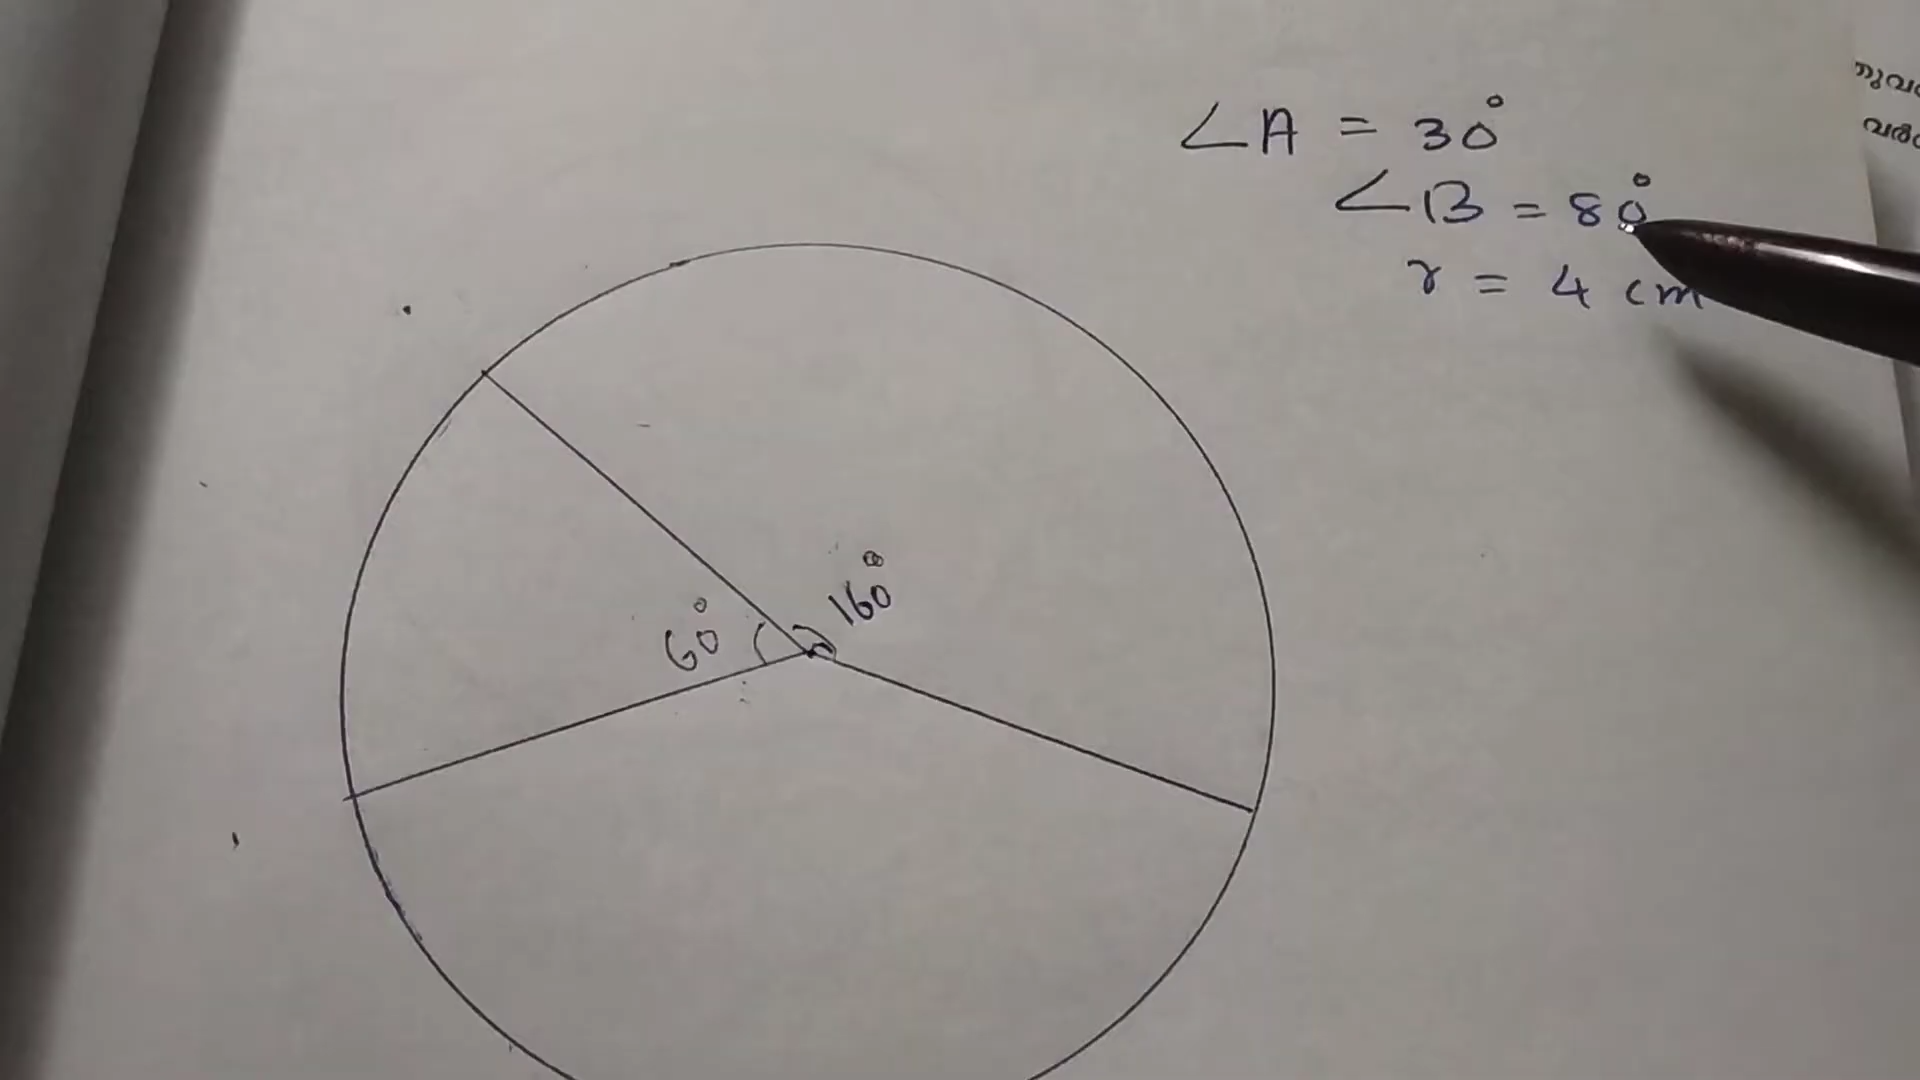 ∠A = 30°
∠B = 80°
r = 4 cm
160°
60°